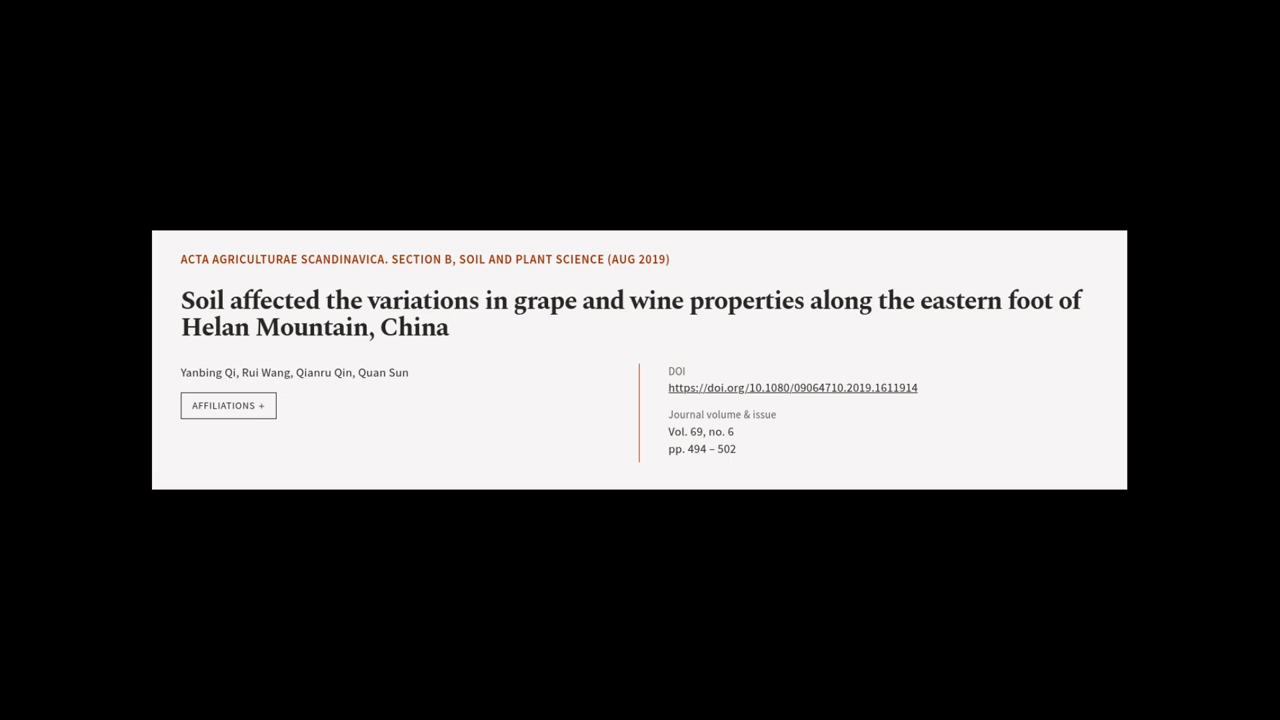 ACTA AGRICULTURAE SCANDINAVICA. SECTION B, SOIL AND PLANT SCIENCE (AUG 2019)
Soil affected the variations in grape and wine properties along the eastern foot of
Helan Mountain, China
Yanbing Qi, Rui Wang, Qianru Qin, Quan Sun
AFFILIATIONS +
DOI
https://doi.org/10.1080/09064710.2019.1611914
Journal volume & issue
Vol. 69, no. 6
pp. 494 – 502